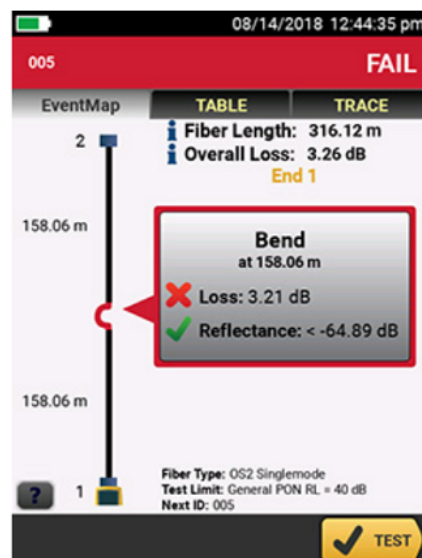 08/14/2018 12:44:35 pm
005 FAIL
EventMap TABLE TRACE
2
Fiber Length: 316.12 m
Overall Loss: 3.26 dB
End 1
158.06 m
Bend
at 158.06 m
Loss: 3.21 dB
Reflectance: < -64.89 dB
158.06 m
Fiber Type: OS2 Singlemode
Test Limit: General PON RL = 40 dB
Next ID: 005
? 1
TEST